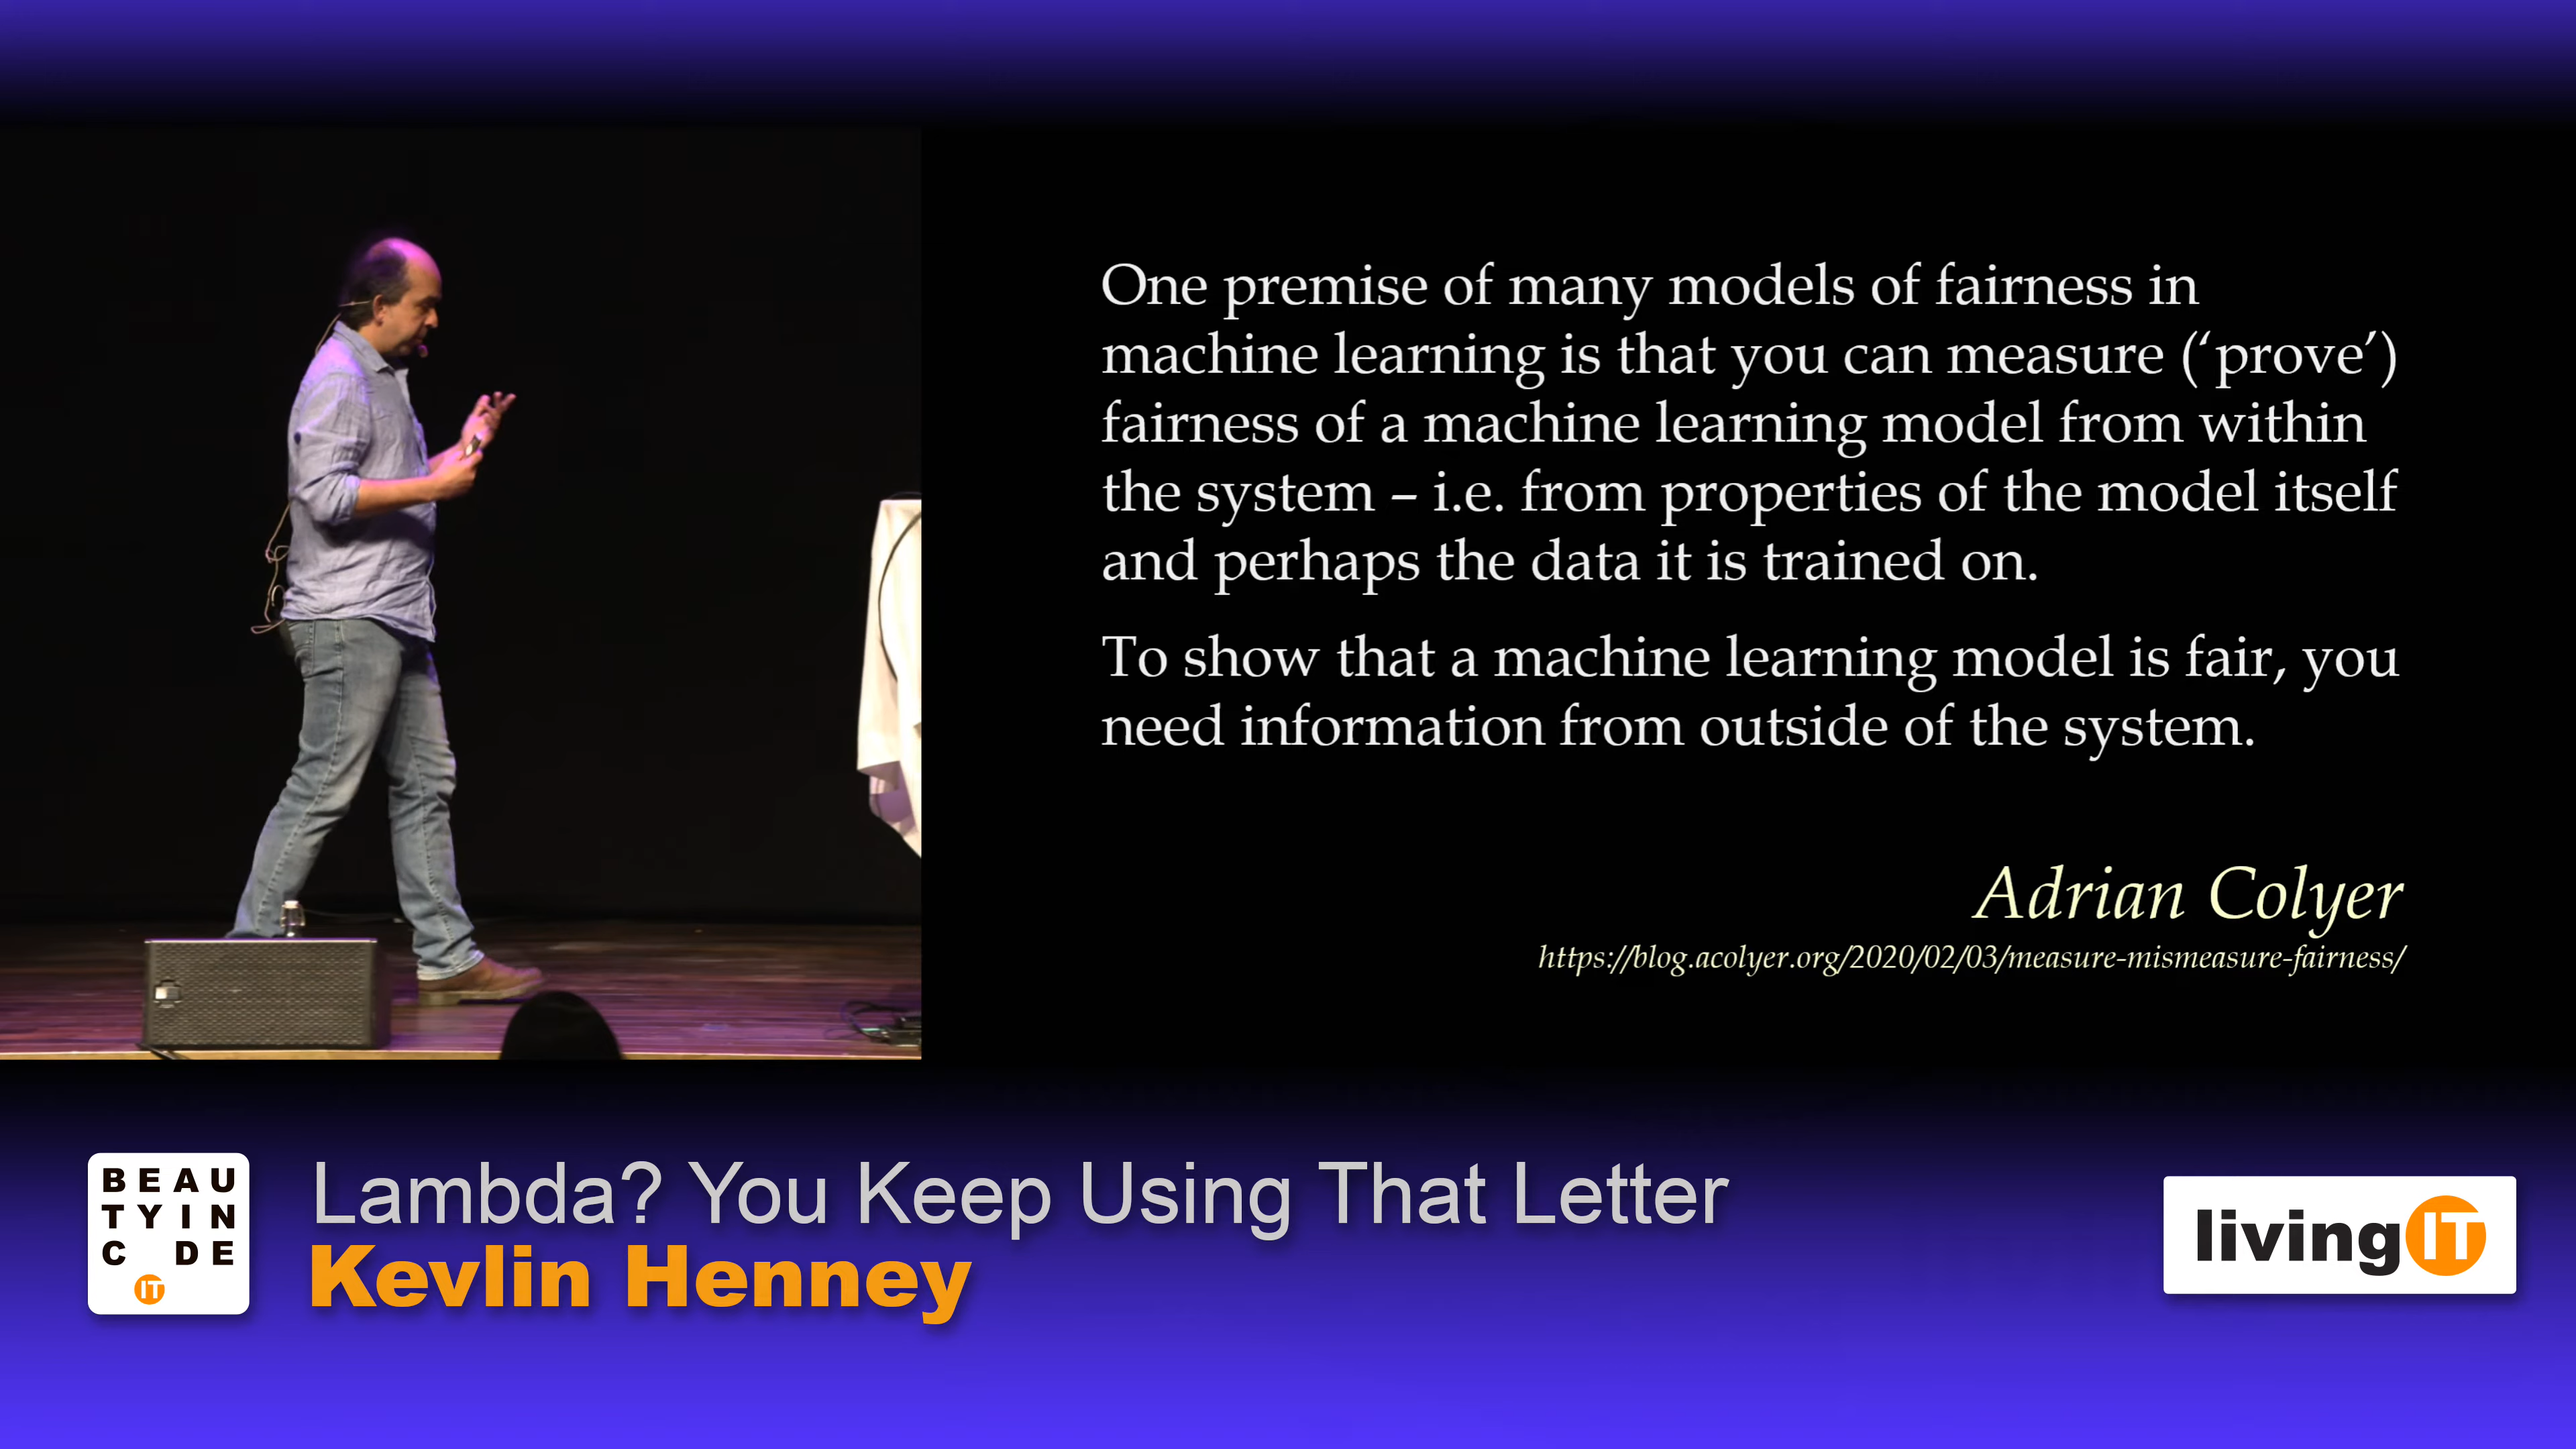 One premise of many models of fairness in
machine learning is that you can measure (‘prove’)
fairness of a machine learning model from within
the system – i.e. from properties of the model itself
and perhaps the data it is trained on.
To show that a machine learning model is fair, you
need information from outside of the system.
Adrian Colyer
https://blog.acolyer.org/2020/02/03/measure-mismeasure-fairness/
BEAU
TYIN
C DE
IT
Lambda? You Keep Using That Letter
Kevlin Henney
livingIT